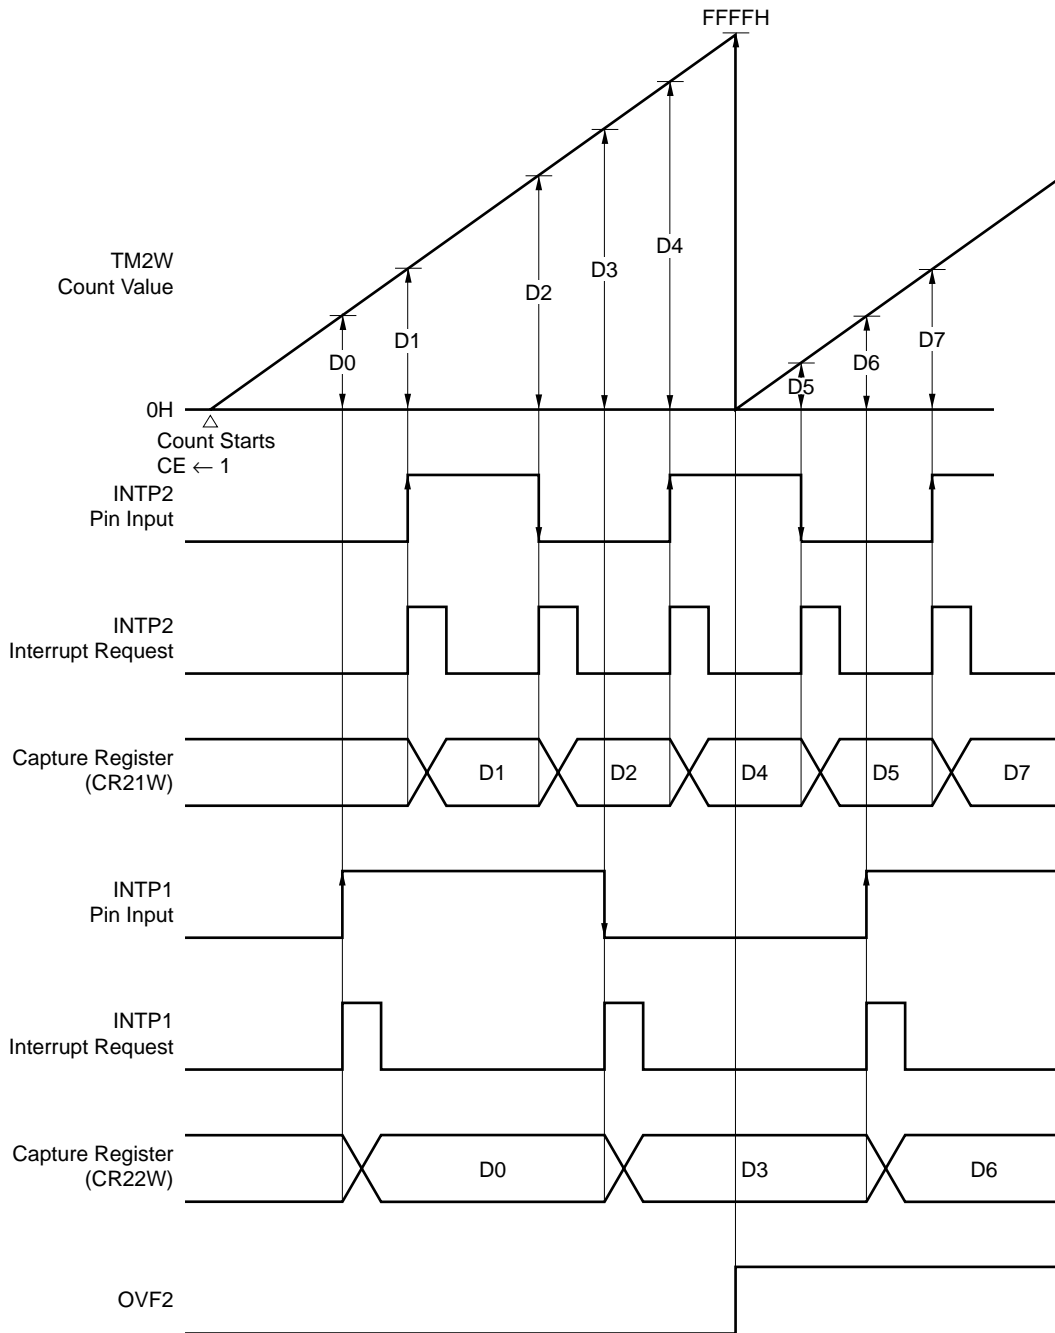 FFFFH
TM2W
Count Value
D0
D1
D2
D3
D4
D5
D6
D7
0H
Count Starts
CE ← 1
INTP2
Pin Input
INTP2
Interrupt Request
Capture Register
(CR21W)
D1
D2
D4
D5
D7
INTP1
Pin Input
INTP1
Interrupt Request
Capture Register
(CR22W)
D0
D3
D6
OVF2